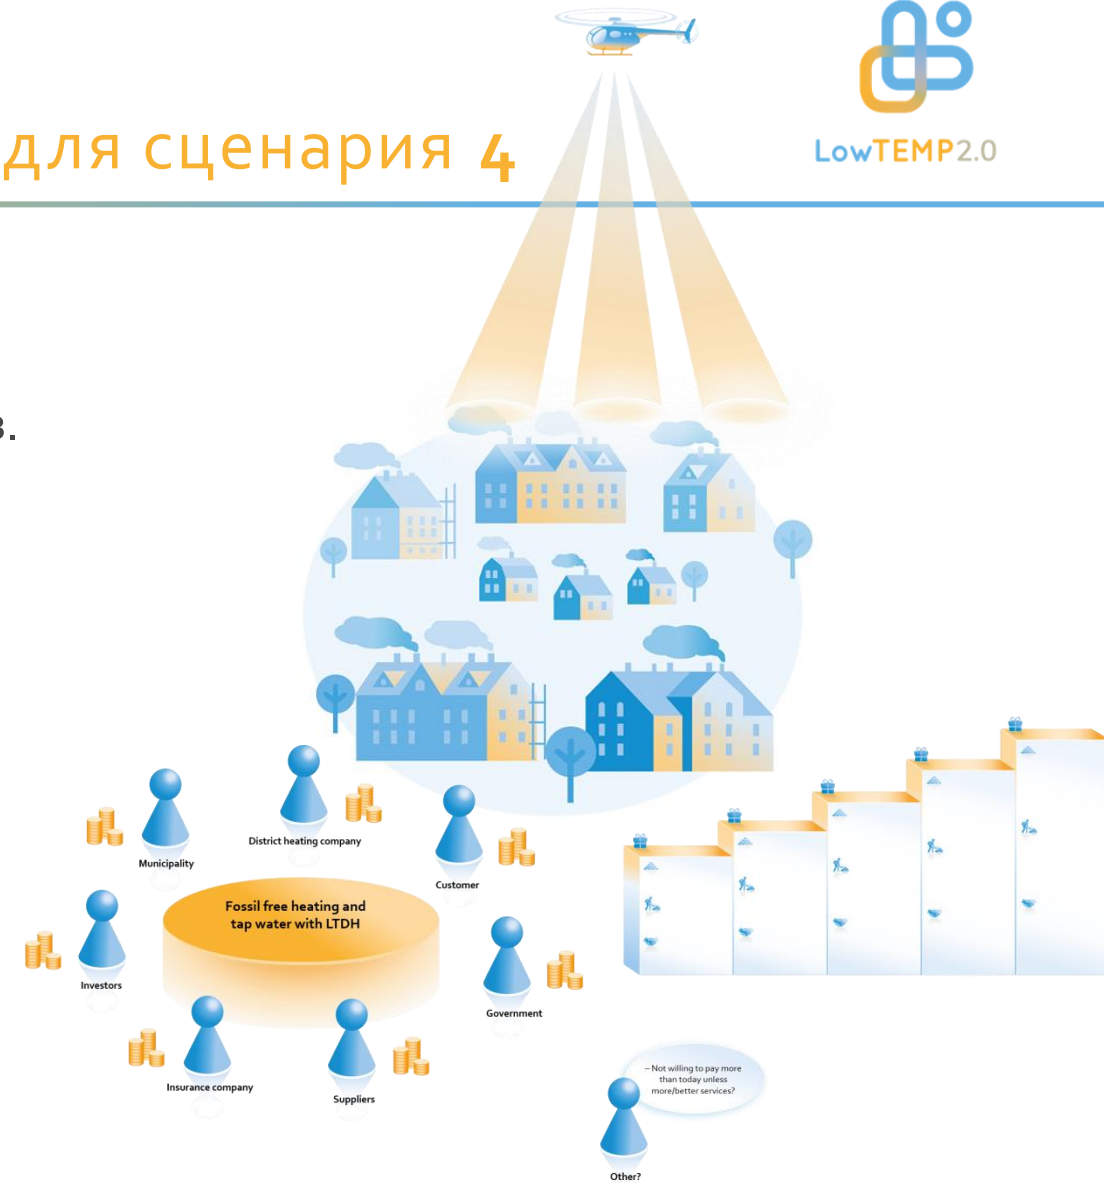 для сценария 4
LowTEMP2.0
в.
District heating company
Municipality
Customer
Fossil free heating and
tap water with LTDH
Investors
Government
Insurance company
Suppliers
– Not willing to pay more
than today unless
more/better services?
Other?